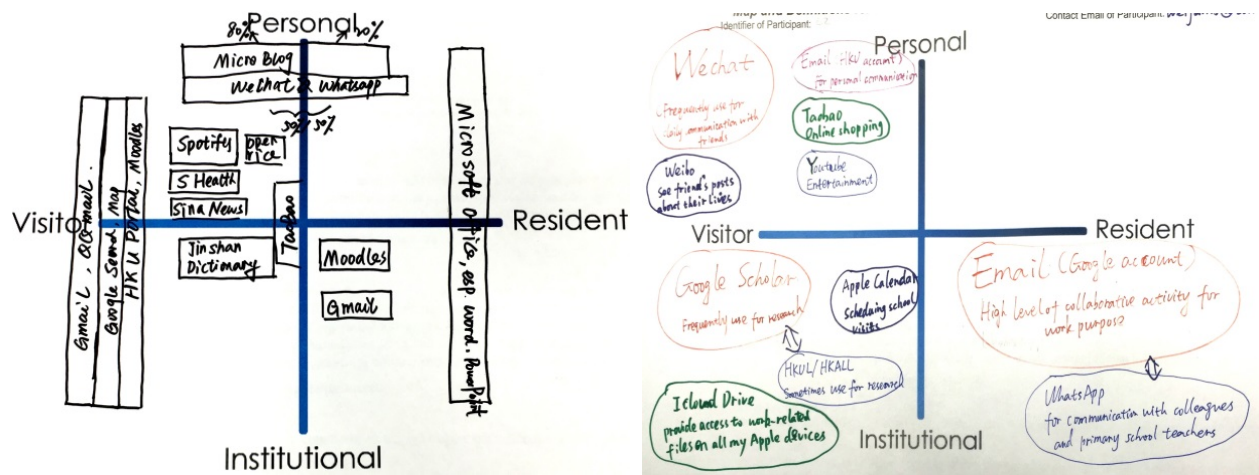 80%
Personal
20%
Micro Blog
WeChat & Whatsapp
50% 50%
Spotifes
open
rice
S Health
Sina News
Jinshan
Dictionary
TaoBao
Moodles
Gmail
Visitor
Resident
Gmail, QQ mail.
Google Search. Map
HKU Portal, Moodles
Microsoft office, esp. word. PowerPoint
Institutional
Identifier of Participant:
Contact Email of Participant:
Personal
Wechat
Frequently use for
daily communication with
friends
Email (HKU account)
For personal communication
Taobao
Online shopping
Weibo
see friend's posts
about their lives
Youtube
Entertainment
Visitor
Resident
Google Scholar
Frequently use for research
Apple Calendar
scheduling school
visits
Email (Google account)
High level of collaborative activity for
work purpose
HKUL/HKALL
Sometimes use for research
Icloud Drive
provide access to work-related
files on all my Apple devices
WhatsApp
for communication with colleagues
and primary school teachers
Institutional